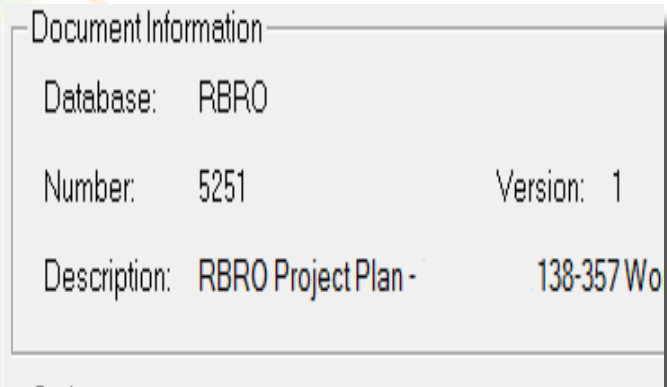 Document Information
Database: RBRO
Number: 5251 Version: 1
Description: RBRO Project Plan - 138-357 Wo